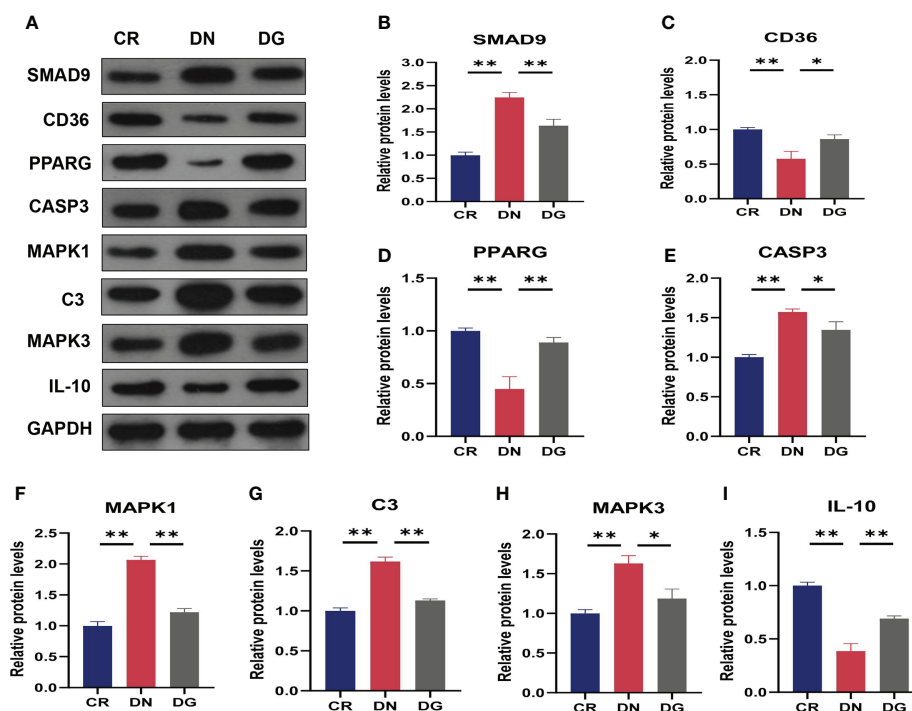 A
CR DN DG
SMAD9
CD36
PPARG
CASP3
MAPK1
C3
MAPK3
IL-10
GAPDH
B
SMAD9
Relative protein levels
3.0
2.5
2.0
1.5
1.0
0.5
0.0
** **
CR DN DG
C
CD36
Relative protein levels
2.0
1.5
1.0
0.5
0.0
** *
CR DN DG
D
PPARG
Relative protein levels
1.5
1.0
0.5
0.0
** **
CR DN DG
E
CASP3
Relative protein levels
2.0
1.5
1.0
0.5
0.0
** *
CR DN DG
F
MAPK1
Relative protein levels
2.5
2.0
1.5
1.0
0.5
0.0
** **
CR DN DG
G
C3
Relative protein levels
2.0
1.5
1.0
0.5
0.0
** **
CR DN DG
H
MAPK3
Relative protein levels
2.0
1.5
1.0
0.5
0.0
** *
CR DN DG
I
IL-10
Relative protein levels
1.5
1.0
0.5
0.0
** **
CR DN DG